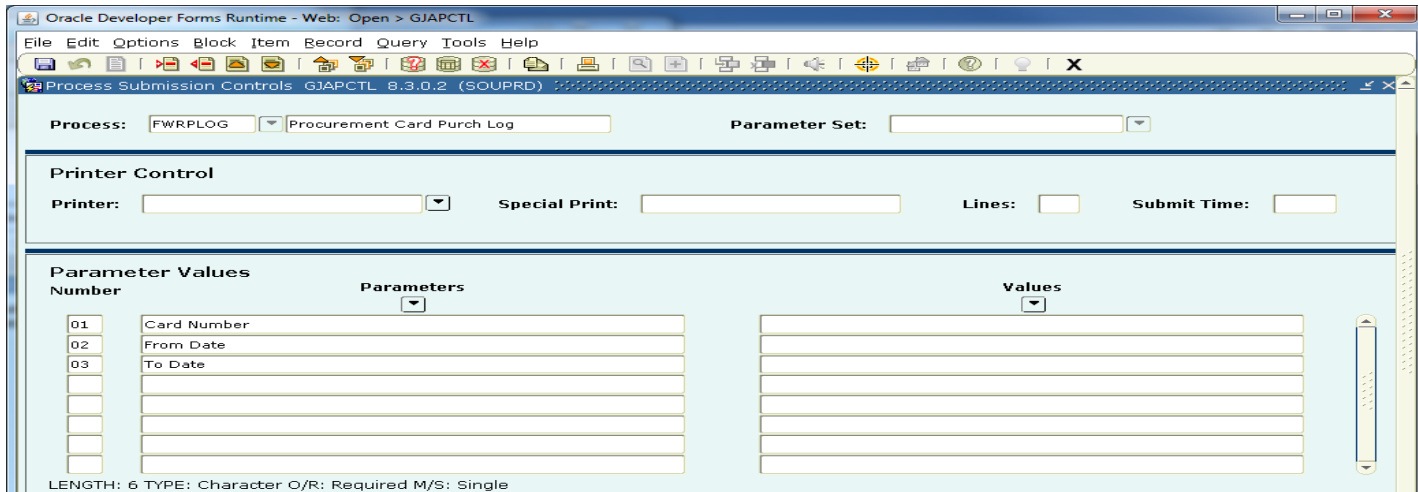 Oracle Developer Forms Runtime - Web: Open > GJAPCTL
File Edit Options Block Item Record Query Tools Help
Process Submission Controls GJAPCTL 8.3.0.2 (SOUPRD)
Process: FWRPLOG Procurement Card Purch Log Parameter Set:
Printer Control
Printer: Special Print: Lines: Submit Time:
Parameter Values
Number Parameters Values
01 Card Number
02 From Date
03 To Date
LENGTH: 6 TYPE: Character O/R: Required M/S: Single